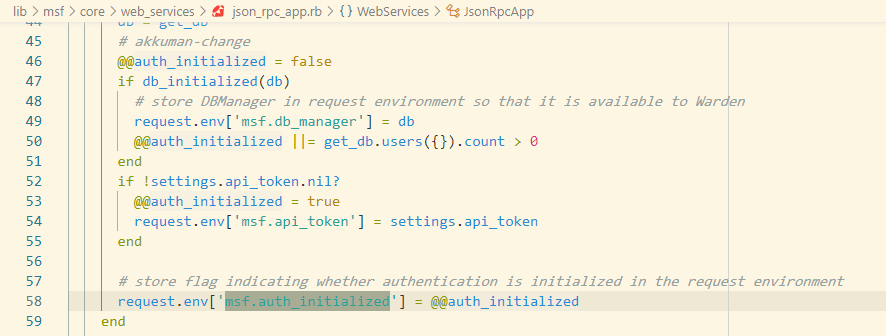 lib > msf > core > web_services > json_rpc_app.rb > {} WebServices > JsonRpcApp
44 db = get_db
45 # akkuman-change
46 @@auth_initialized = false
47 if db_initialized(db)
48 # store DBManager in request environment so that it is available to Warden
49 request.env['msf.db_manager'] = db
50 @@auth_initialized ||= get_db.users({}).count > 0
51 end
52 if !settings.api_token.nil?
53 @@auth_initialized = true
54 request.env['msf.api_token'] = settings.api_token
55 end
56
57 # store flag indicating whether authentication is initialized in the request environment
58 request.env['msf.auth_initialized'] = @@auth_initialized
59 end